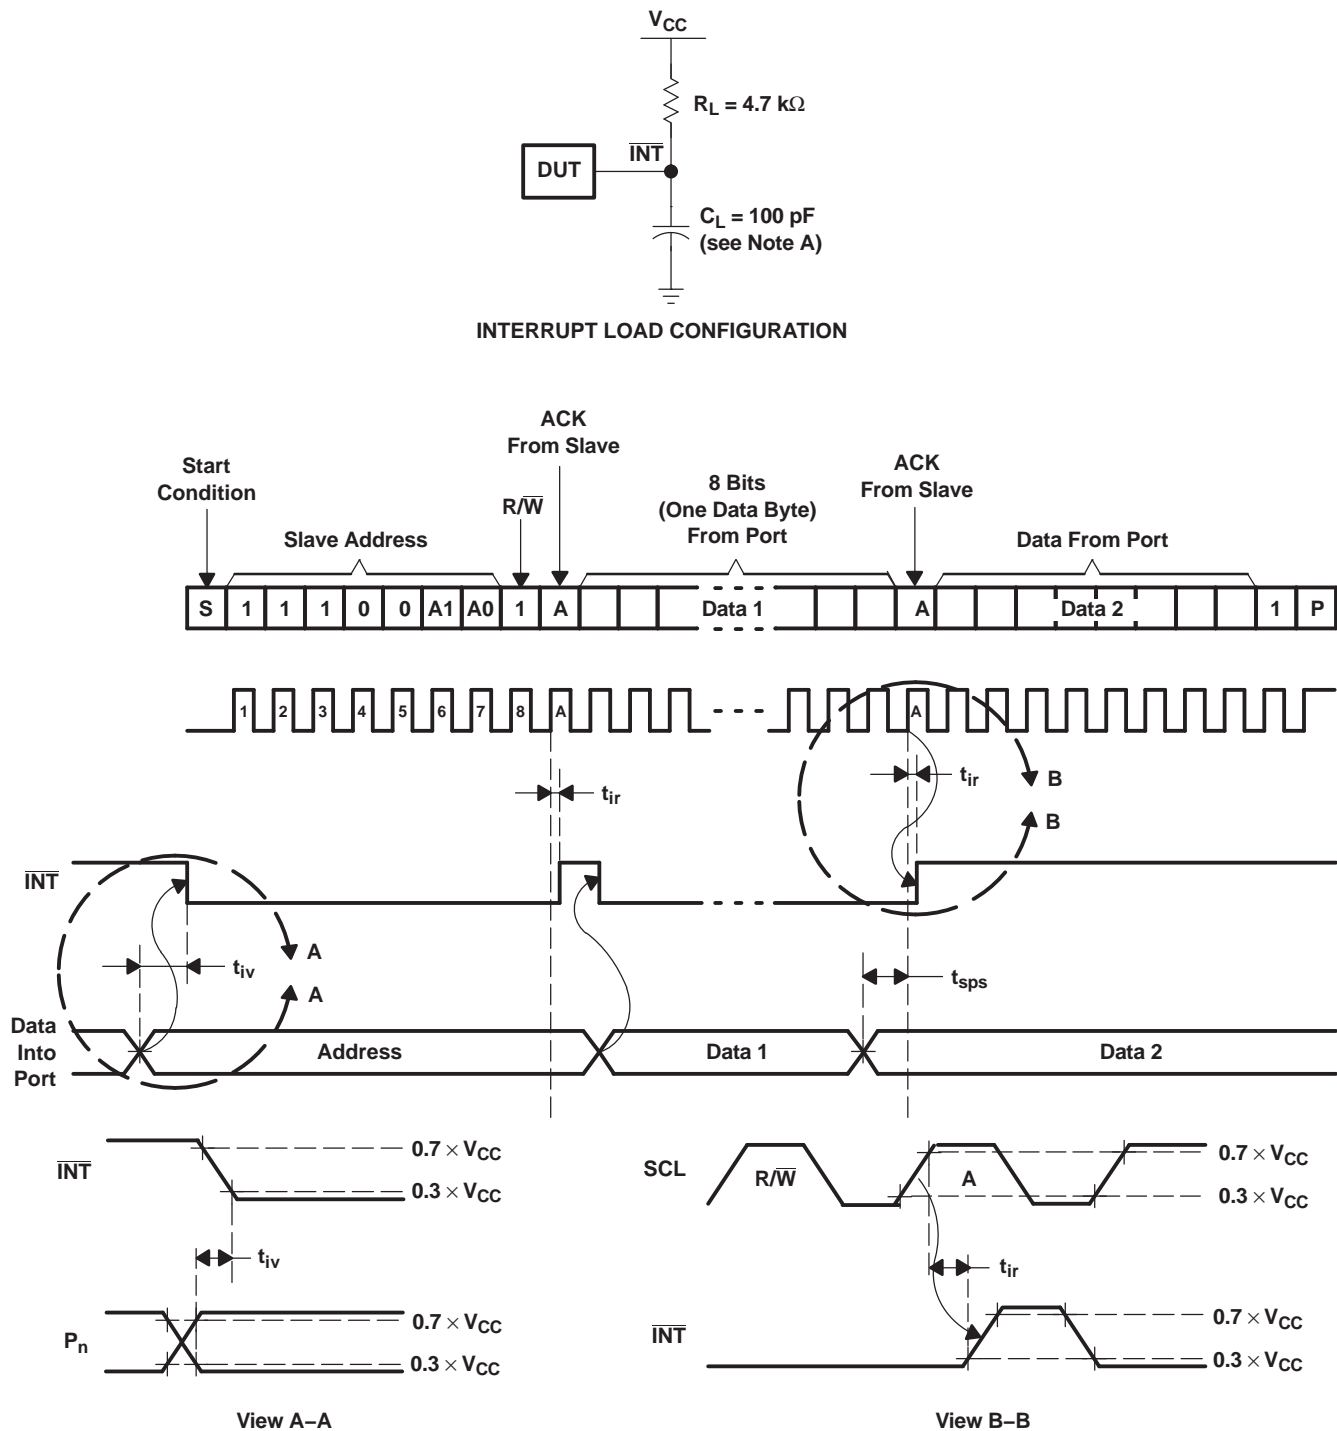 VCC
RL = 4.7 kΩ
INT
DUT
CL = 100 pF
(see Note A)
INTERRUPT LOAD CONFIGURATION
ACK
From Slave
Start
Condition
R/W
8 Bits
(One Data Byte)
From Port
ACK
From Slave
Slave Address
Data From Port
S 1 1 1 0 0 A1 A0 1 A Data 1 A Data 2 1 P
1 2 3 4 5 6 7 8 A A
tir
tir
B
B
INT
A
tiv
A
tsps
Data
Into
Port
Address
Data 1
Data 2
INT
0.7 × VCC
0.3 × VCC
tiv
Pn
0.7 × VCC
0.3 × VCC
View A–A
SCL
R/W
A
0.7 × VCC
0.3 × VCC
tir
INT
0.7 × VCC
0.3 × VCC
View B–B